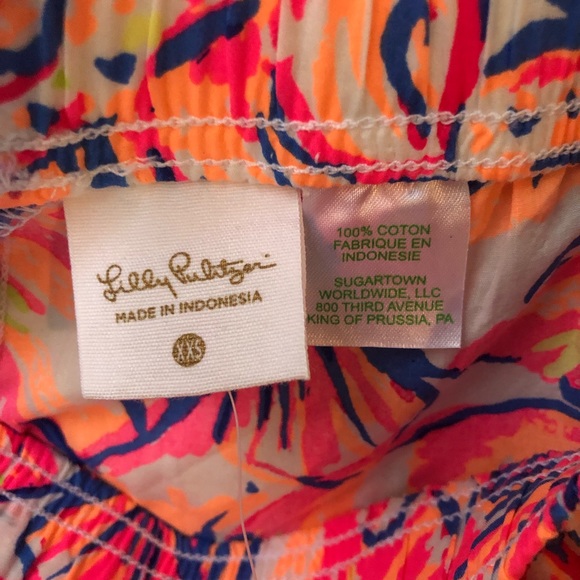 Lilly Pulitzer
MADE IN INDONESIA
XXS
100% COTON
FABRIQUE EN
INDONESIE
SUGARTOWN
WORLDWIDE, LLC
800 THIRD AVENUE
KING OF PRUSSIA, PA